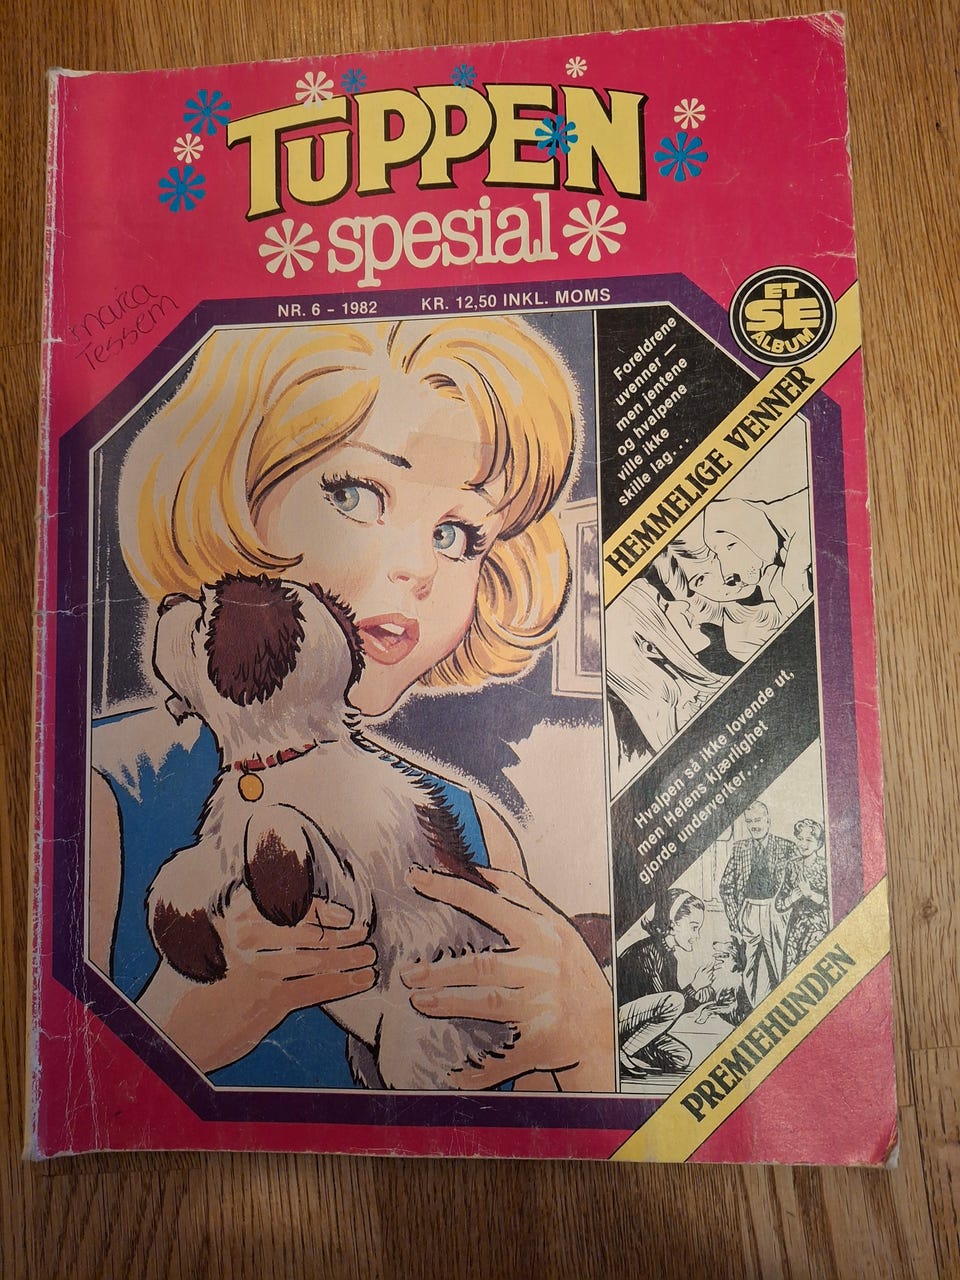 TUPPEN
spesial
NR. 6 - 1982 KR. 12,50 INKL. MOMS
ET
SE
ALBUM
Tessem
Foreldrene
uvenner —
men jentene
og hvalpene
ville ikke
skille lag...
HEMMELIGE VENNER
Hvalpen så ikke lovende ut,
men Helens kjærlighet
gjorde underverker...
PREMIEHUNDEN